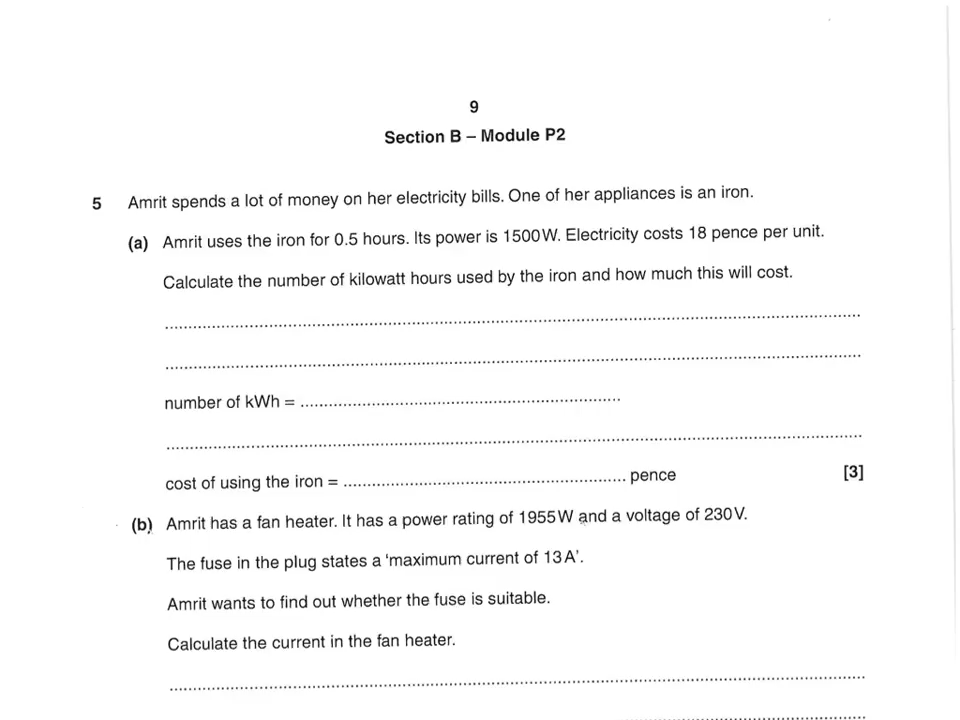 9
Section B – Module P2
5 Amrit spends a lot of money on her electricity bills. One of her appliances is an iron.
(a) Amrit uses the iron for 0.5 hours. Its power is 1500W. Electricity costs 18 pence per unit.
Calculate the number of kilowatt hours used by the iron and how much this will cost.
number of kWh = ....................................................................
cost of using the iron = ............................................................ pence [3]
(b) Amrit has a fan heater. It has a power rating of 1955W and a voltage of 230V.
The fuse in the plug states a ‘maximum current of 13A’.
Amrit wants to find out whether the fuse is suitable.
Calculate the current in the fan heater.